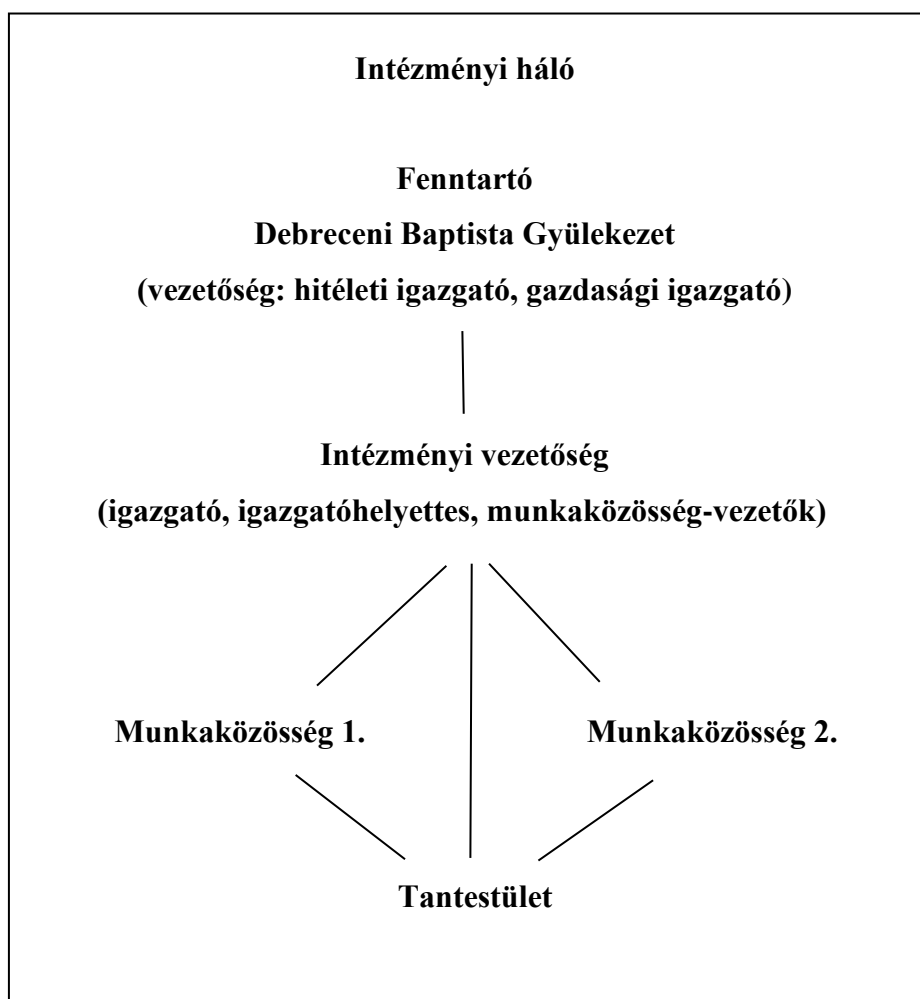 Intézményi háló
Fenntartó
Debreceni Baptista Gyülekezet
(vezetőség: hitéleti igazgató, gazdasági igazgató)
Intézményi vezetőség
(igazgató, igazgatóhelyettes, munkaközösség-vezetők)
Munkaközösség 1.
Munkaközösség 2.
Tantestület